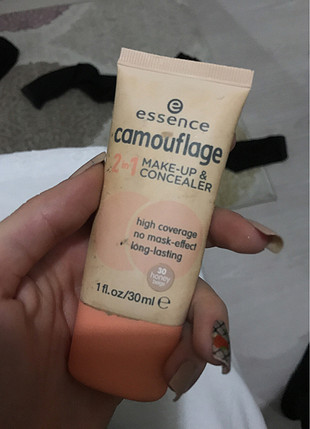 e
essence
camouflage
2in1 MAKE-UP &
CONCEALER
high coverage
no mask-effect
long-lasting
30
honey
beige
1 fl.oz/30ml e